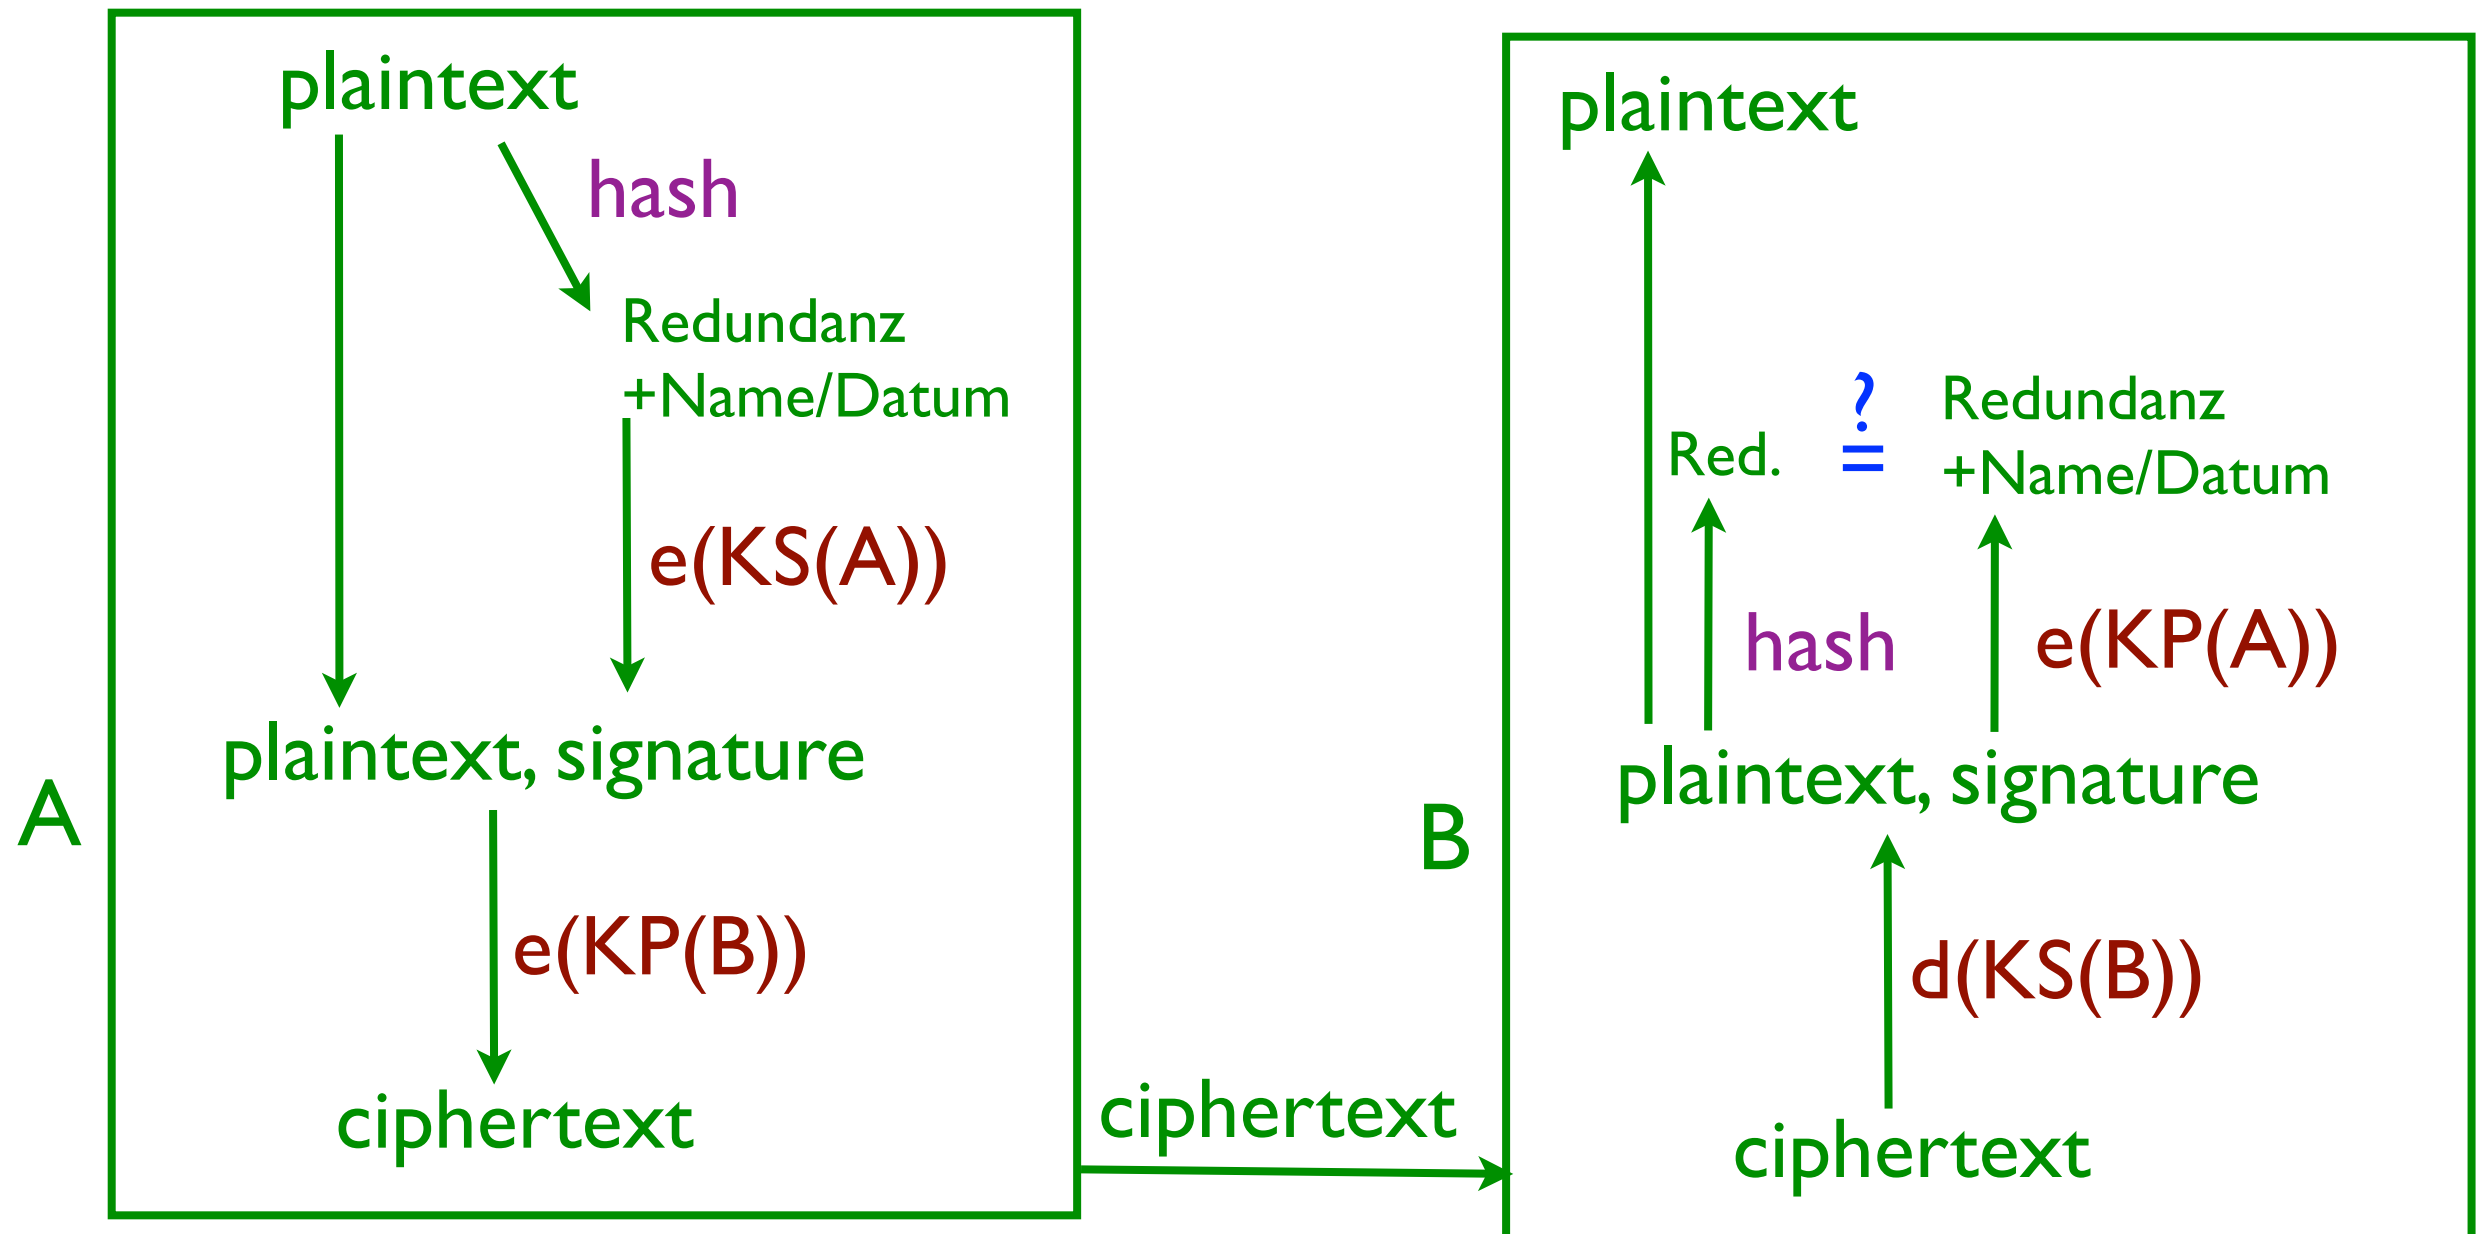 plaintext
hash
Redundanz
+Name/Datum
e(KS(A))
plaintext, signature
A
e(KP(B))
ciphertext
ciphertext
plaintext
Red.
?
=
Redundanz
+Name/Datum
hash
e(KP(A))
plaintext, signature
B
d(KS(B))
ciphertext